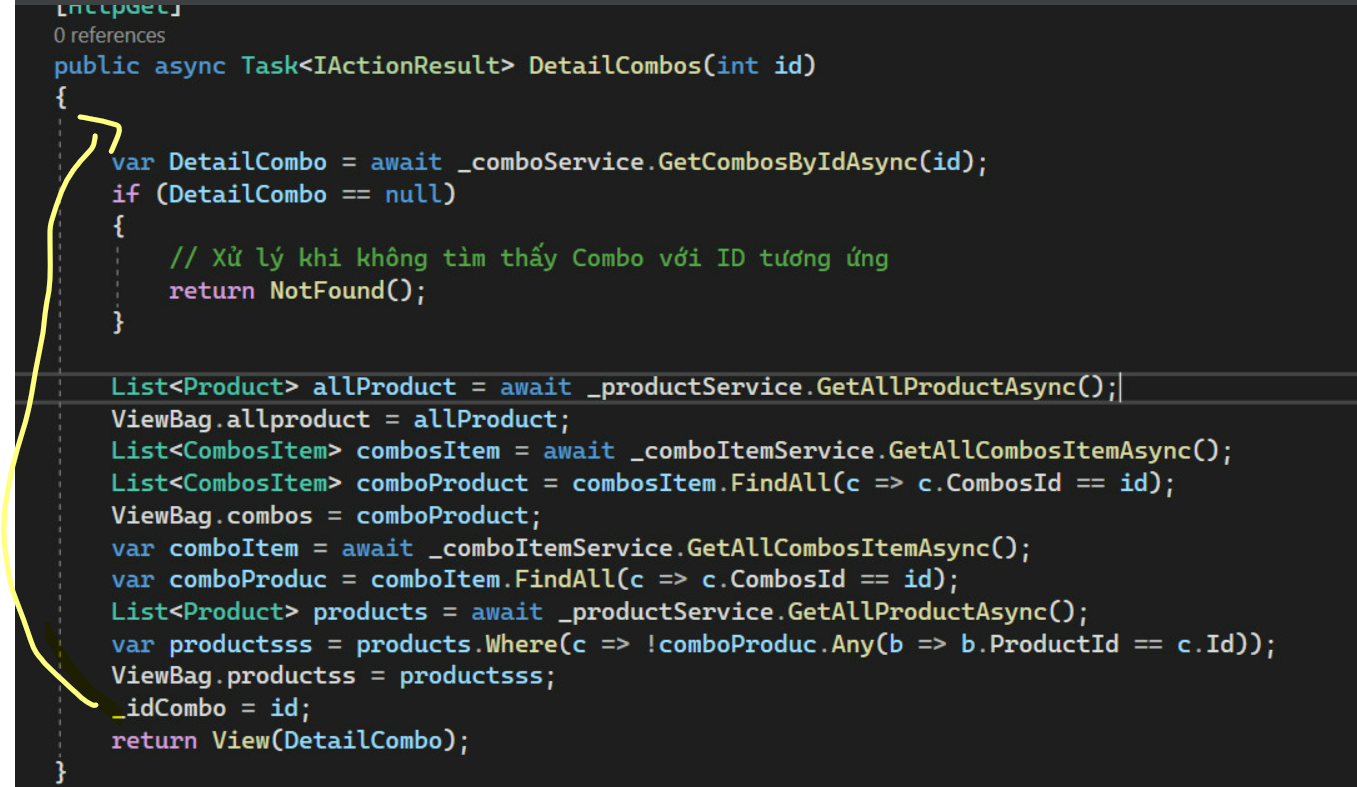 [HttpGet]
0 references
public async Task<IActionResult> DetailCombos(int id)
{
var DetailCombo = await _comboService.GetCombosByIdAsync(id);
if (DetailCombo == null)
{
// Xử lý khi không tìm thấy Combo với ID tương ứng
return NotFound();
}
List<Product> allProduct = await _productService.GetAllProductAsync();
ViewBag.allproduct = allProduct;
List<CombosItem> combosItem = await _comboItemService.GetAllCombosItemAsync();
List<CombosItem> comboProduct = combosItem.FindAll(c => c.CombosId == id);
ViewBag.combos = comboProduct;
var comboItem = await _comboItemService.GetAllCombosItemAsync();
var comboProduc = comboItem.FindAll(c => c.CombosId == id);
List<Product> products = await _productService.GetAllProductAsync();
var productsss = products.Where(c => !comboProduc.Any(b => b.ProductId == c.Id));
ViewBag.productss = productsss;
_idCombo = id;
return View(DetailCombo);
}